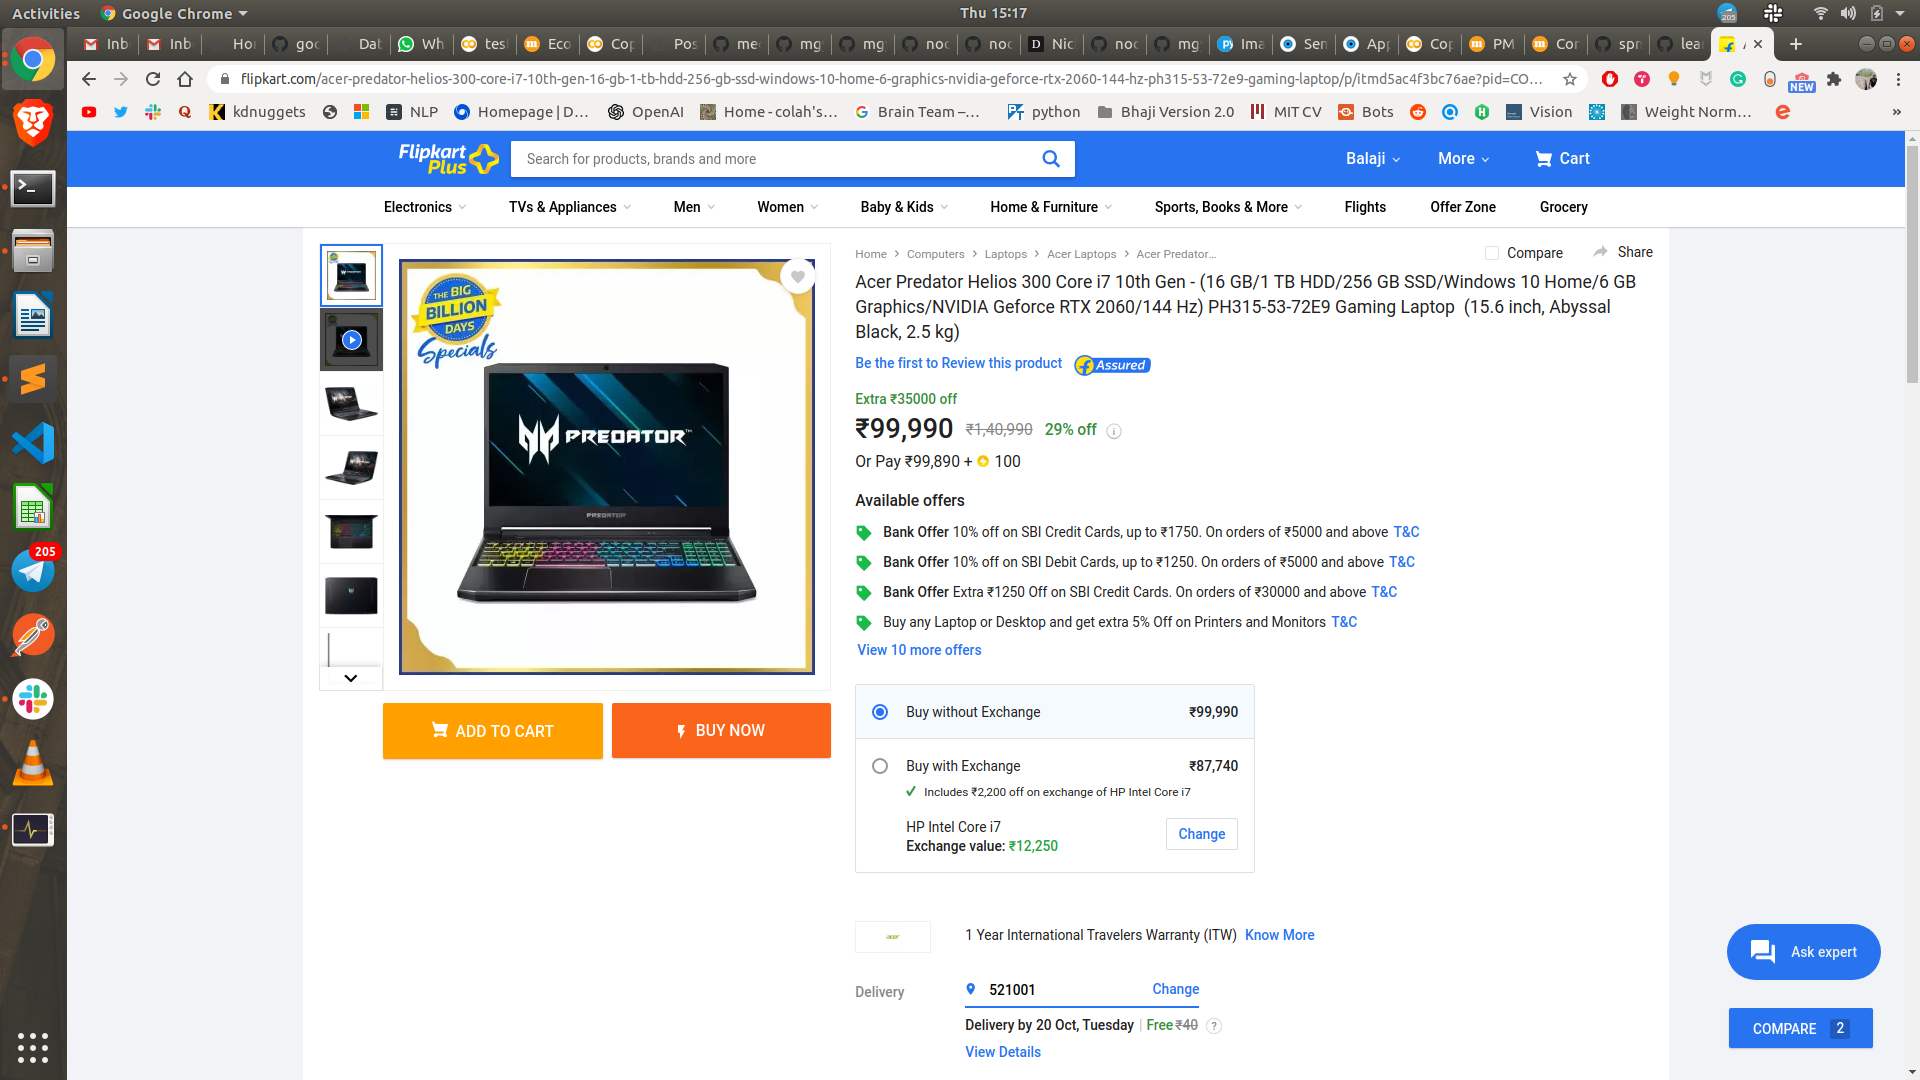 Activities
Google Chrome
Thu 15:17
205
Inb
Inb
Ho
goo
Dat
Wh
tes
Eco
Cop
Pos
me
mg
mg
noc
noc
Nic
noc
mg
Ima
Sen
App
Cop
PM
Cor
spr
lear
flipkart.com/acer-predator-helios-300-core-i7-10th-gen-16-gb-1-tb-hdd-256-gb-ssd-windows-10-home-6-graphics-nvidia-geforce-rtx-2060-144-hz-ph315-53-72e9-gaming-laptop/p/itmd5ac4f3bc76ae?pid=CO...
NEW
kdnuggets
NLP
Homepage | D...
OpenAI
Home - colah's...
Brain Team –...
python
Bhaji Version 2.0
MIT CV
Bots
Vision
Weight Norm...
»
Flipkart
Plus
Search for products, brands and more
Balaji
More
Cart
Electronics
TVs & Appliances
Men
Women
Baby & Kids
Home & Furniture
Sports, Books & More
Flights
Offer Zone
Grocery
THE BIG
BILLION
DAYS
Specials
PREDATOR
PREDATOR
ADD TO CART
BUY NOW
Home > Computers > Laptops > Acer Laptops > Acer Predator...
Compare
Share
Acer Predator Helios 300 Core i7 10th Gen - (16 GB/1 TB HDD/256 GB SSD/Windows 10 Home/6 GB
Graphics/NVIDIA Geforce RTX 2060/144 Hz) PH315-53-72E9 Gaming Laptop (15.6 inch, Abyssal
Black, 2.5 kg)
Be the first to Review this product
Assured
Extra ₹35000 off
₹99,990 ₹1,40,990 29% off
Or Pay ₹99,890 + 100
Available offers
Bank Offer 10% off on SBI Credit Cards, up to ₹1750. On orders of ₹5000 and above T&C
Bank Offer 10% off on SBI Debit Cards, up to ₹1250. On orders of ₹5000 and above T&C
Bank Offer Extra ₹1250 Off on SBI Credit Cards. On orders of ₹30000 and above T&C
Buy any Laptop or Desktop and get extra 5% Off on Printers and Monitors T&C
View 10 more offers
Buy without Exchange ₹99,990
Buy with Exchange ₹87,740
Includes ₹2,200 off on exchange of HP Intel Core i7
HP Intel Core i7
Exchange value: ₹12,250
Change
acer
1 Year International Travelers Warranty (ITW) Know More
Delivery
521001
Change
Delivery by 20 Oct, Tuesday | Free ₹40 ?
View Details
Ask expert
COMPARE 2
205